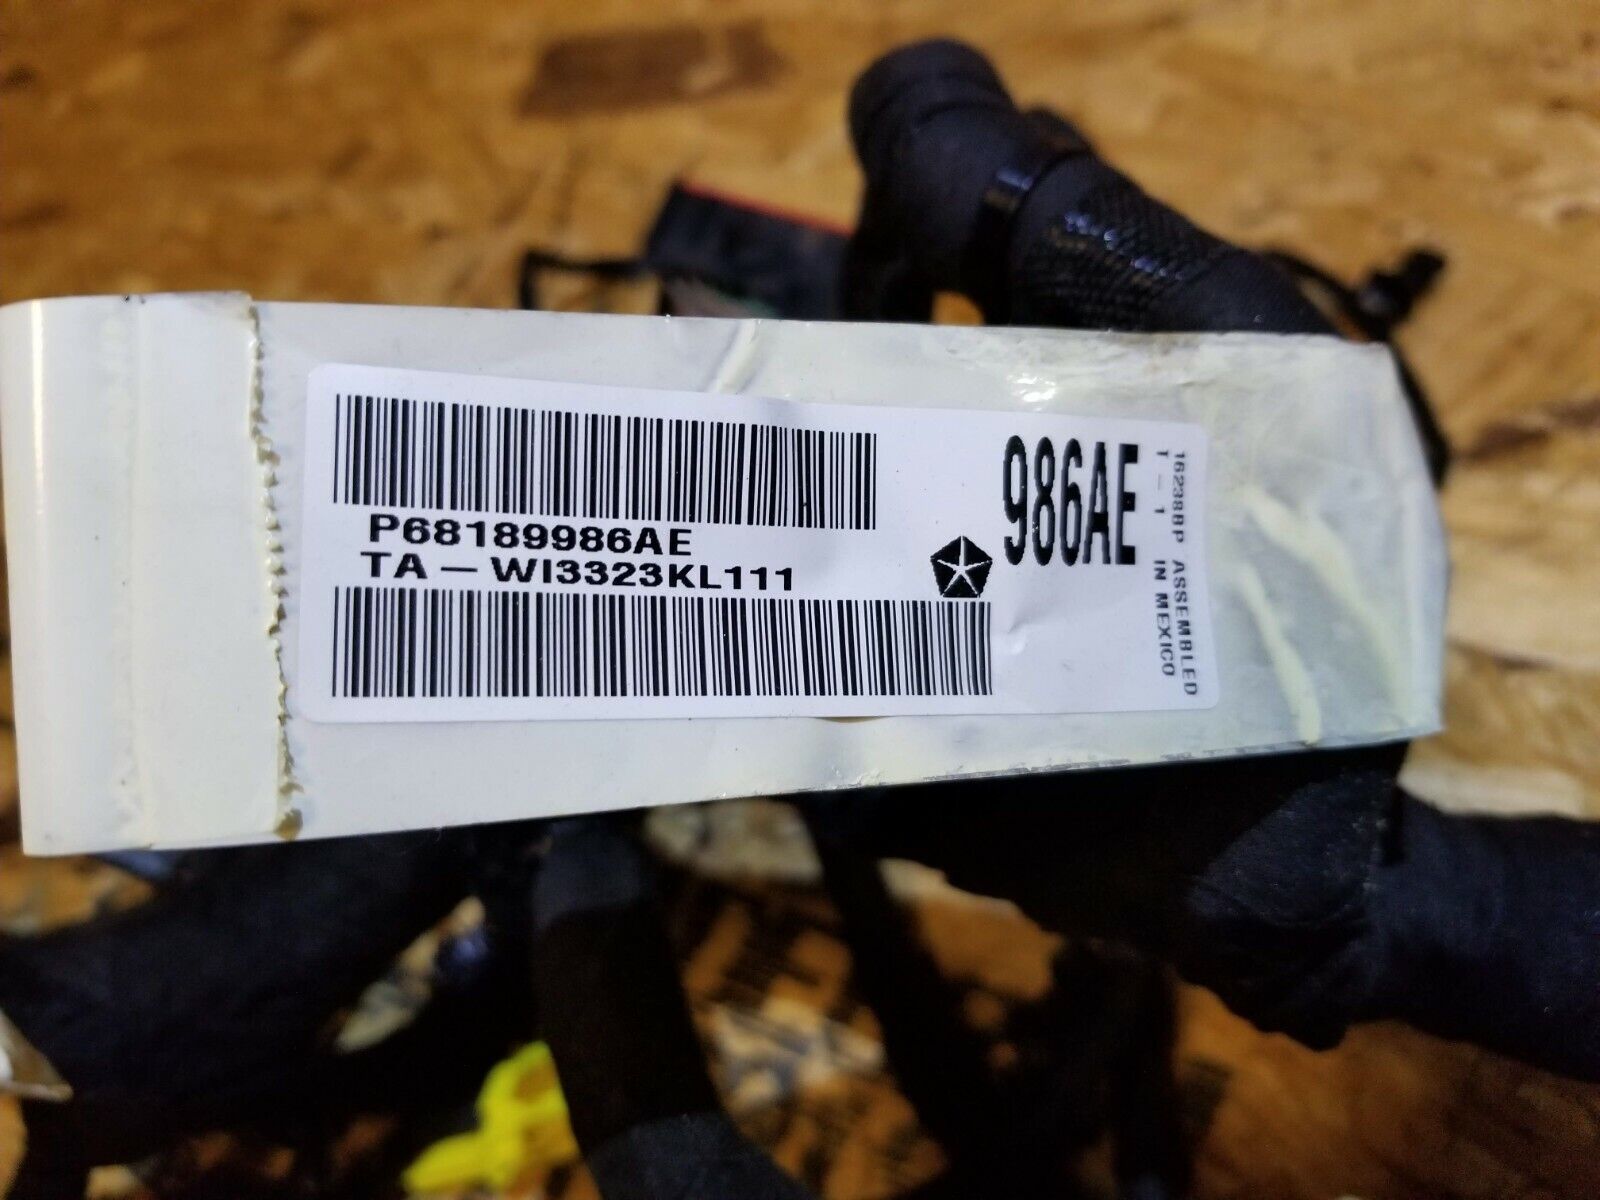 P68189986AE
TA-WI3323KL111
986AE
16238BP ASSEMBLED
T-1 IN MEXICO